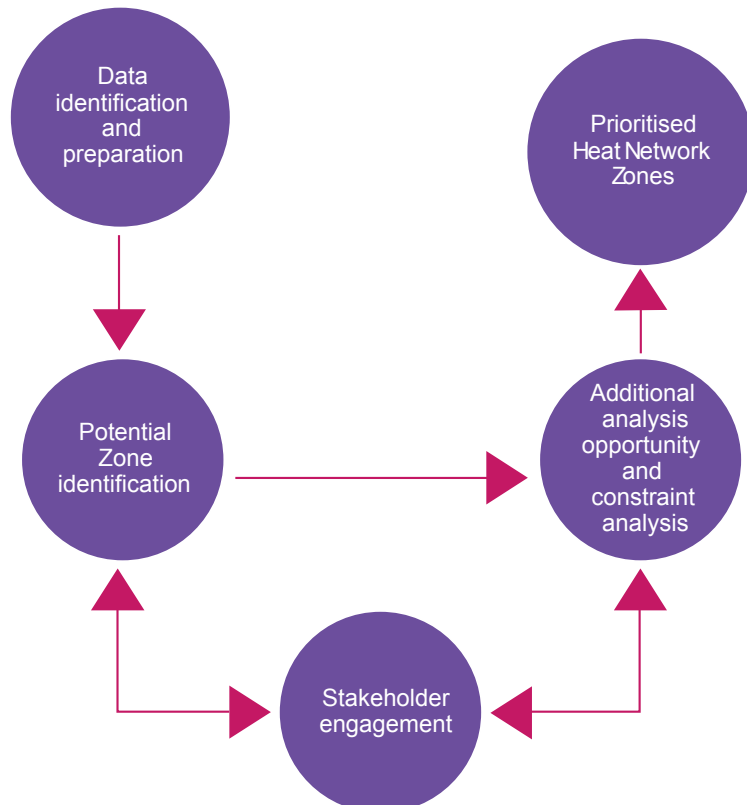 Data
identification
and
preparation
Prioritised
Heat Network
Zones
Potential
Zone
identification
Additional
analysis
opportunity
and
constraint
analysis
Stakeholder
engagement